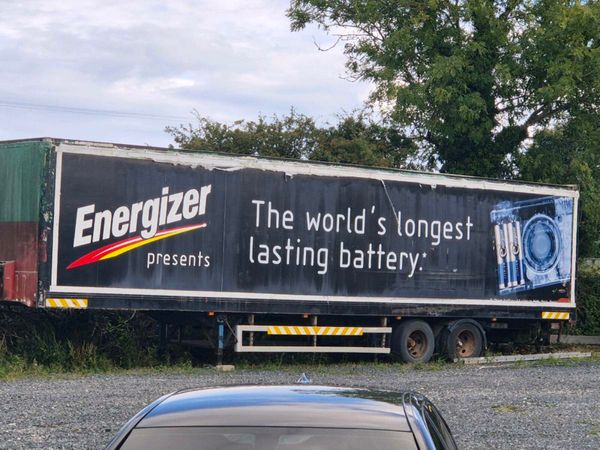 Energizer
presents
The world's longest
lasting battery.*